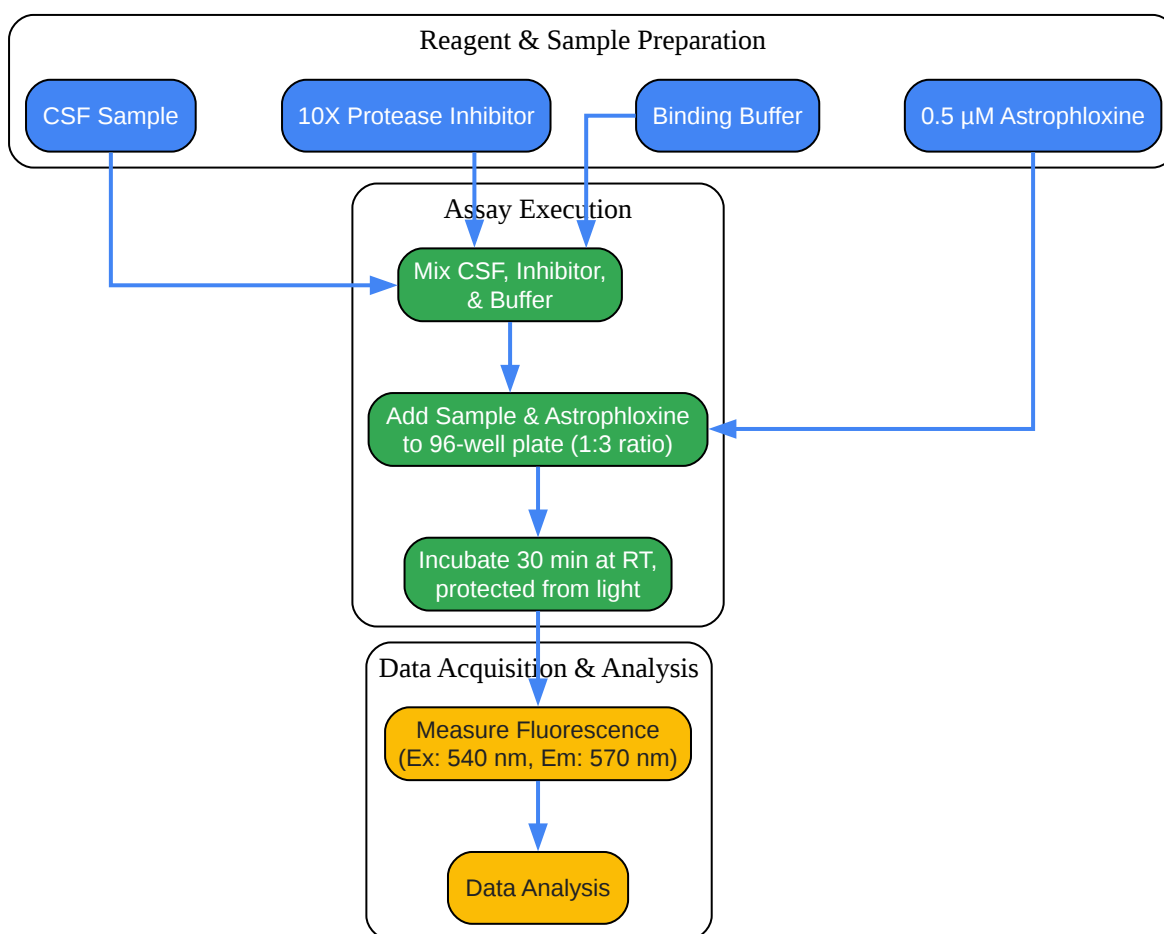 Reagent & Sample Preparation
CSF Sample
10X Protease Inhibitor
Binding Buffer
0.5 µM Astrophloxine
Assay Execution
Mix CSF, Inhibitor,
& Buffer
Add Sample & Astrophloxine
to 96-well plate (1:3 ratio)
Incubate 30 min at RT,
protected from light
Data Acquisition & Analysis
Measure Fluorescence
(Ex: 540 nm, Em: 570 nm)
Data Analysis